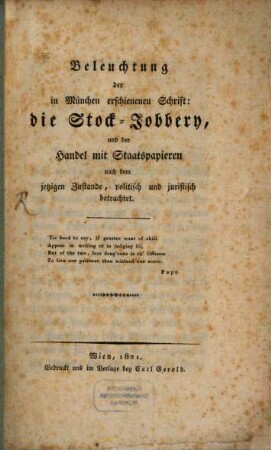 Beleuchtung
der
in München erschienenen Schrift:
die Stock-Jobbery,
und der
Handel mit Staatspapieren
nach dem
jetzigen Zustande, politisch und juristisch
betrachtet.
'Tis hard to say, if greater want of skill
Appear in writing or in judging ill,
But of the two, less dang'rous is th' Offence
To tire our patience than mislead our sense.
Pope
Wien, 1821.
Gedruckt und im Verlage bey Carl Gerold.